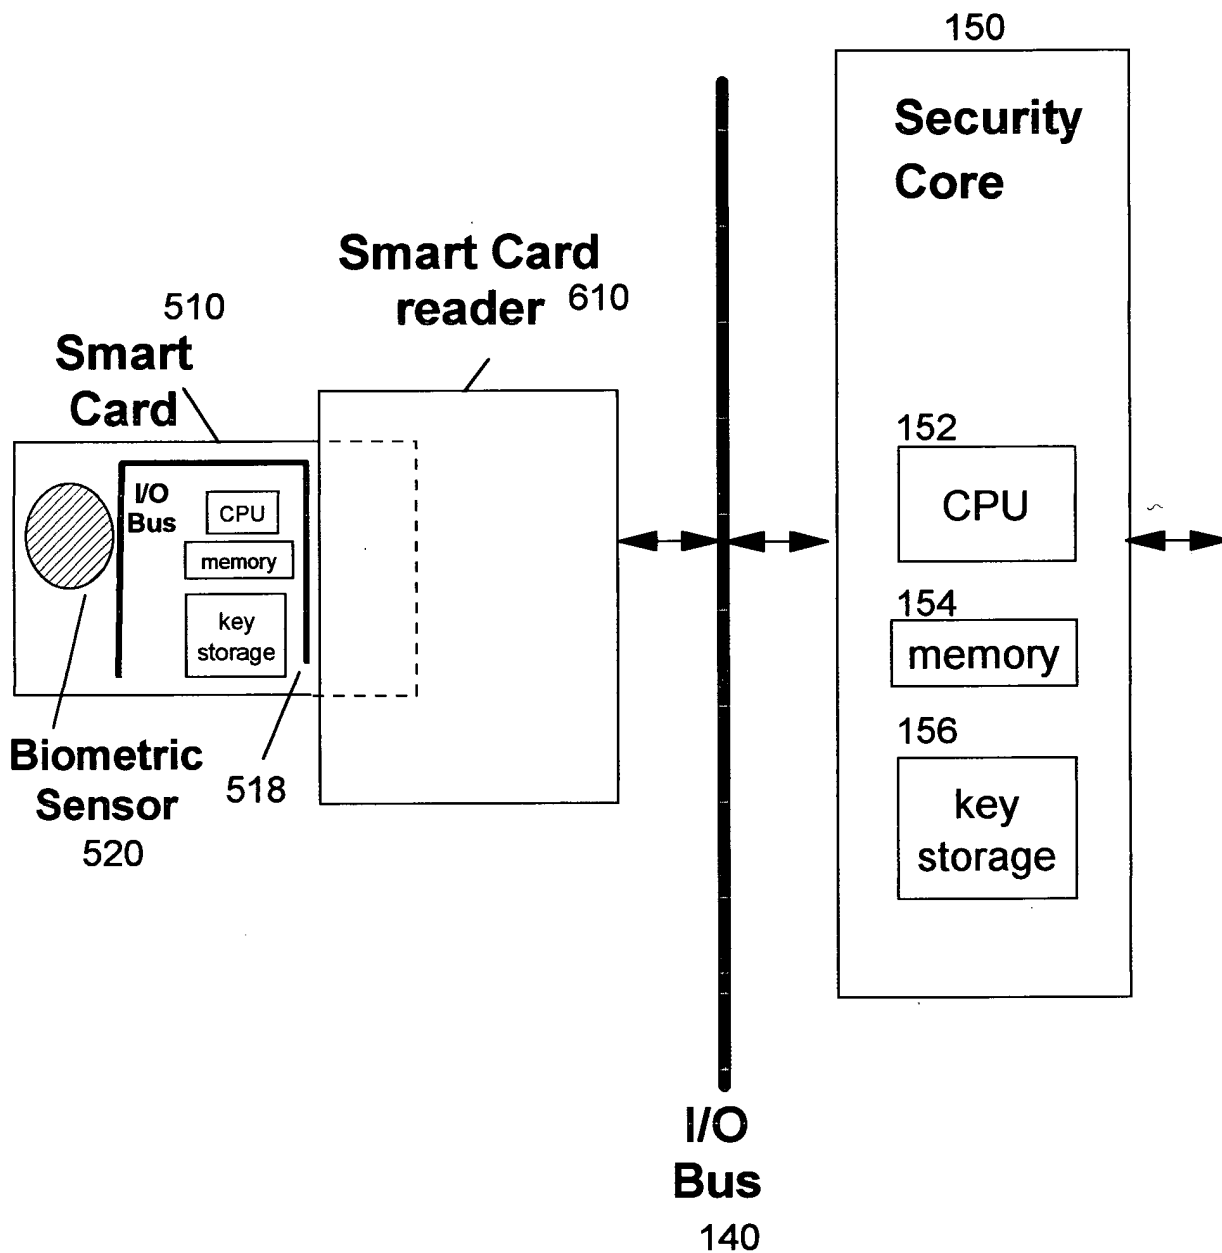 150
Security
Core
Smart Card
reader 610
510
Smart
Card
152
CPU
I/O
Bus
CPU
memory
key
storage
154
memory
156
key
storage
Biometric
Sensor
520
518
I/O
Bus
140